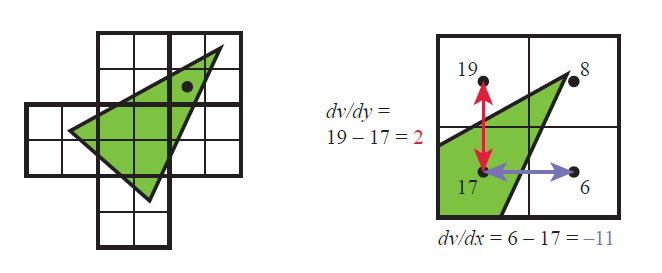 19
8
dv/dy =
19 – 17 = 2
17
6
dv/dx = 6 – 17 = –11